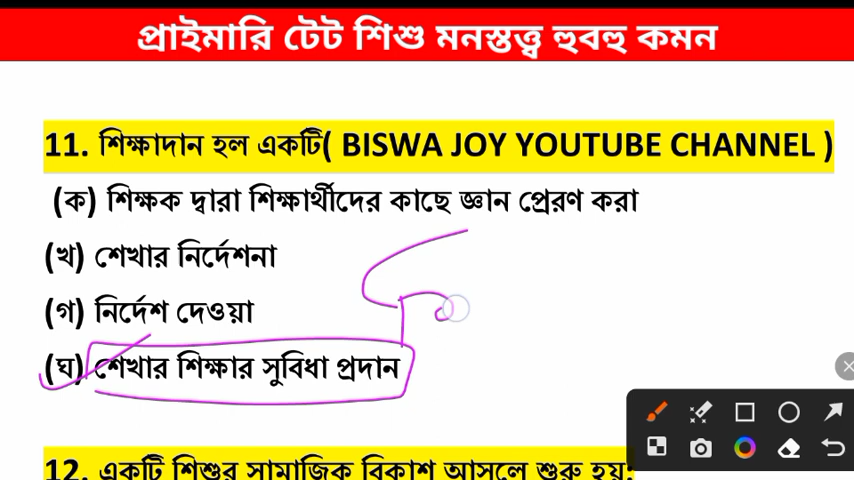 প্রাইমারি টেট শিশু মনস্তত্ত্ব হুবহু কমন
11. শিক্ষাদান হল একটি( BISWA JOY YOUTUBE CHANNEL )
(ক) শিক্ষক দ্বারা শিক্ষার্থীদের কাছে জ্ঞান প্রেরণ করা
(খ) শেখার নির্দেশনা
(গ) নির্দেশ দেওয়া
(ঘ) শেখার শিক্ষার সুবিধা প্রদান
12. একটি শিশুর সামাজিক বিকাশ আসলে শুরু হয়: